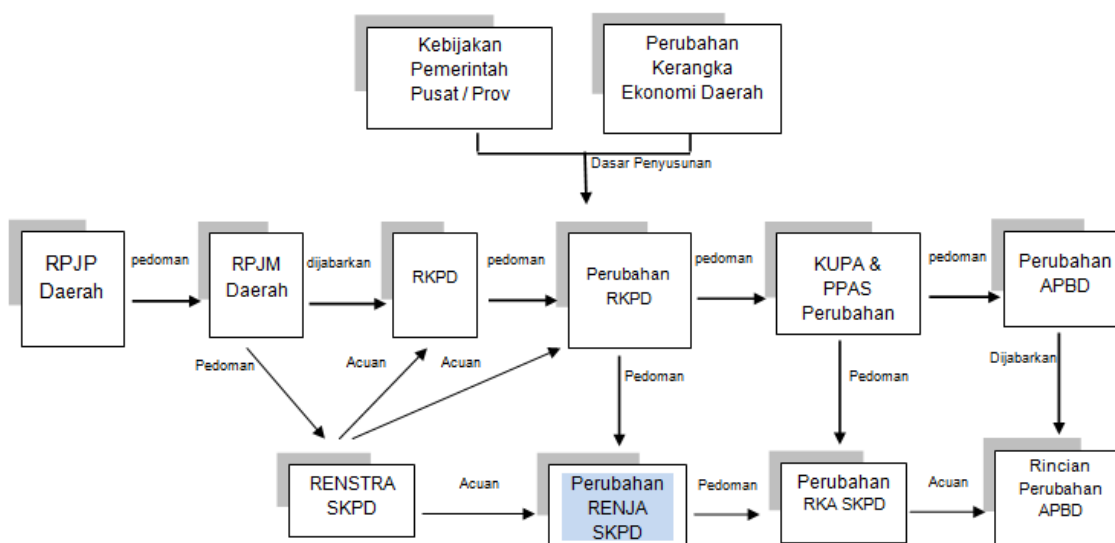 Kebijakan
Pemerintah
Pusat / Prov
Perubahan
Kerangka
Ekonomi Daerah
Dasar Penyusunan
RPJP
Daerah
pedoman
RPJM
Daerah
dijabarkan
RKPD
pedoman
Perubahan
RKPD
pedoman
KUPA &
PPAS
Perubahan
pedoman
Perubahan
APBD
Pedoman
Acuan
Acuan
Pedoman
Pedoman
Dijabarkan
RENSTRA
SKPD
Acuan
Perubahan
RENJA
SKPD
Pedoman
Perubahan
RKA SKPD
Acuan
Rincian
Perubahan
APBD